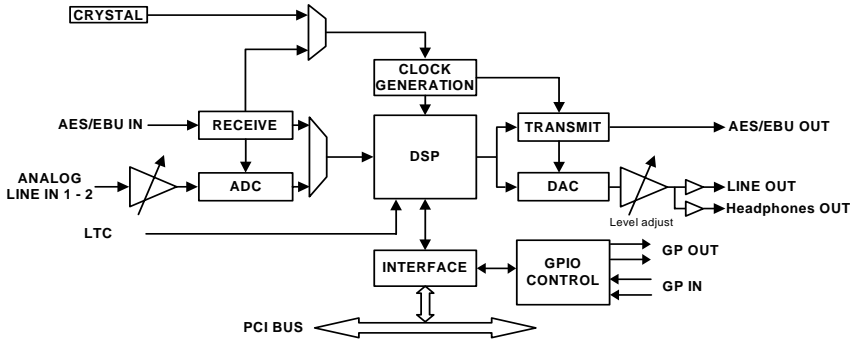 CRYSTAL
CLOCK
GENERATION
AES/EBU IN
RECEIVE
TRANSMIT
AES/EBU OUT
DSP
ANALOG
LINE IN 1 - 2
ADC
DAC
LINE OUT
Headphones OUT
Level adjust
LTC
INTERFACE
GPIO
CONTROL
GP OUT
GP IN
PCI BUS